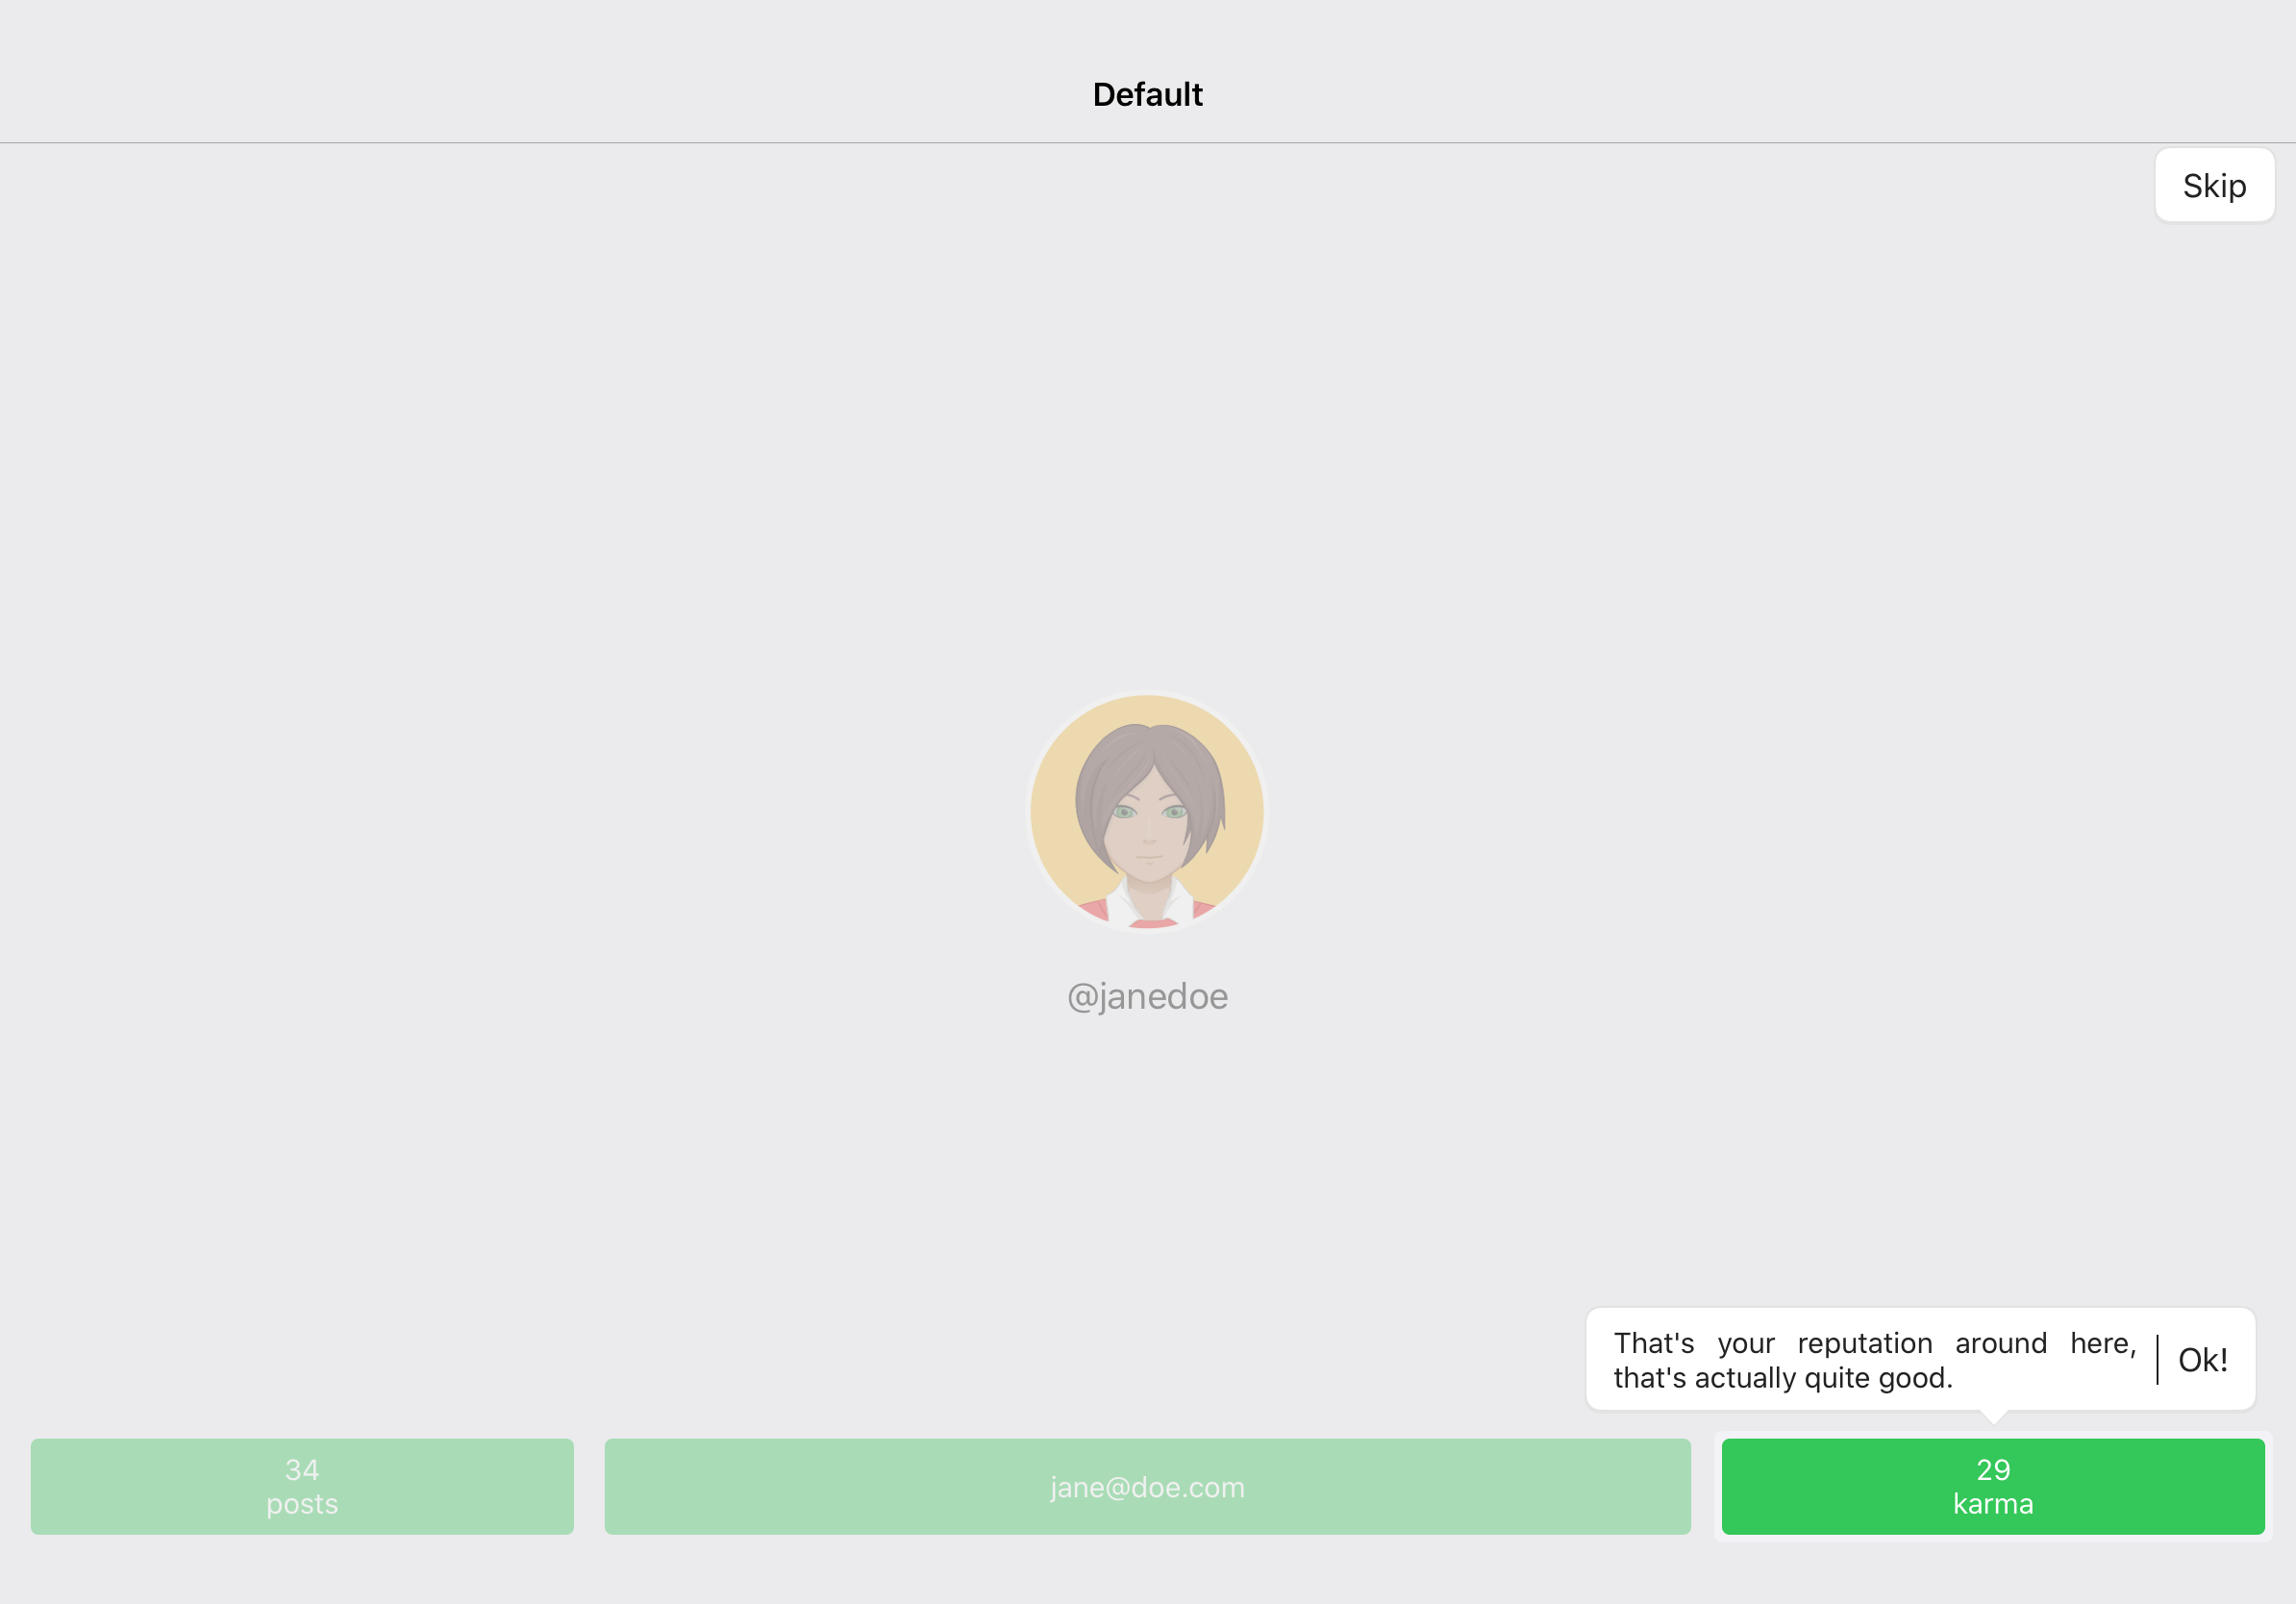 Default
Skip
@janedoe
That's your reputation around here,
that's actually quite good.
Ok!
34
posts
jane@doe.com
29
karma